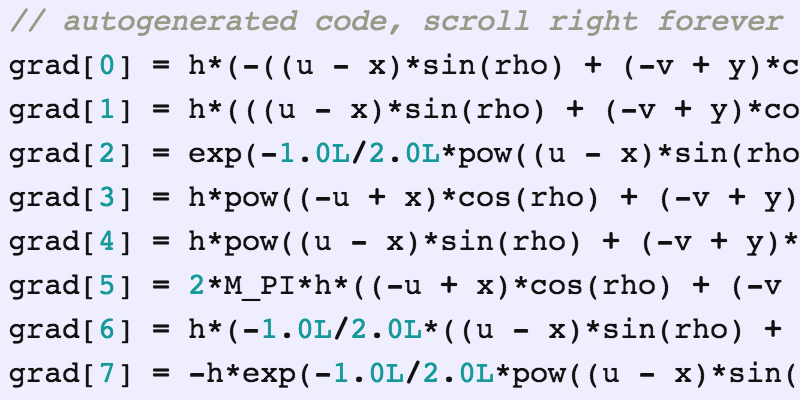 // autogenerated code, scroll right forever
grad[0] = h*(-((u - x)*sin(rho) + (-v + y)*c
grad[1] = h*(((u - x)*sin(rho) + (-v + y)*co
grad[2] = exp(-1.0L/2.0L*pow((u - x)*sin(rho
grad[3] = h*pow((-u + x)*cos(rho) + (-v + y)
grad[4] = h*pow((u - x)*sin(rho) + (-v + y)*
grad[5] = 2*M_PI*h*((-u + x)*cos(rho) + (-v
grad[6] = h*(-1.0L/2.0L*((u - x)*sin(rho) +
grad[7] = -h*exp(-1.0L/2.0L*pow((u - x)*sin(